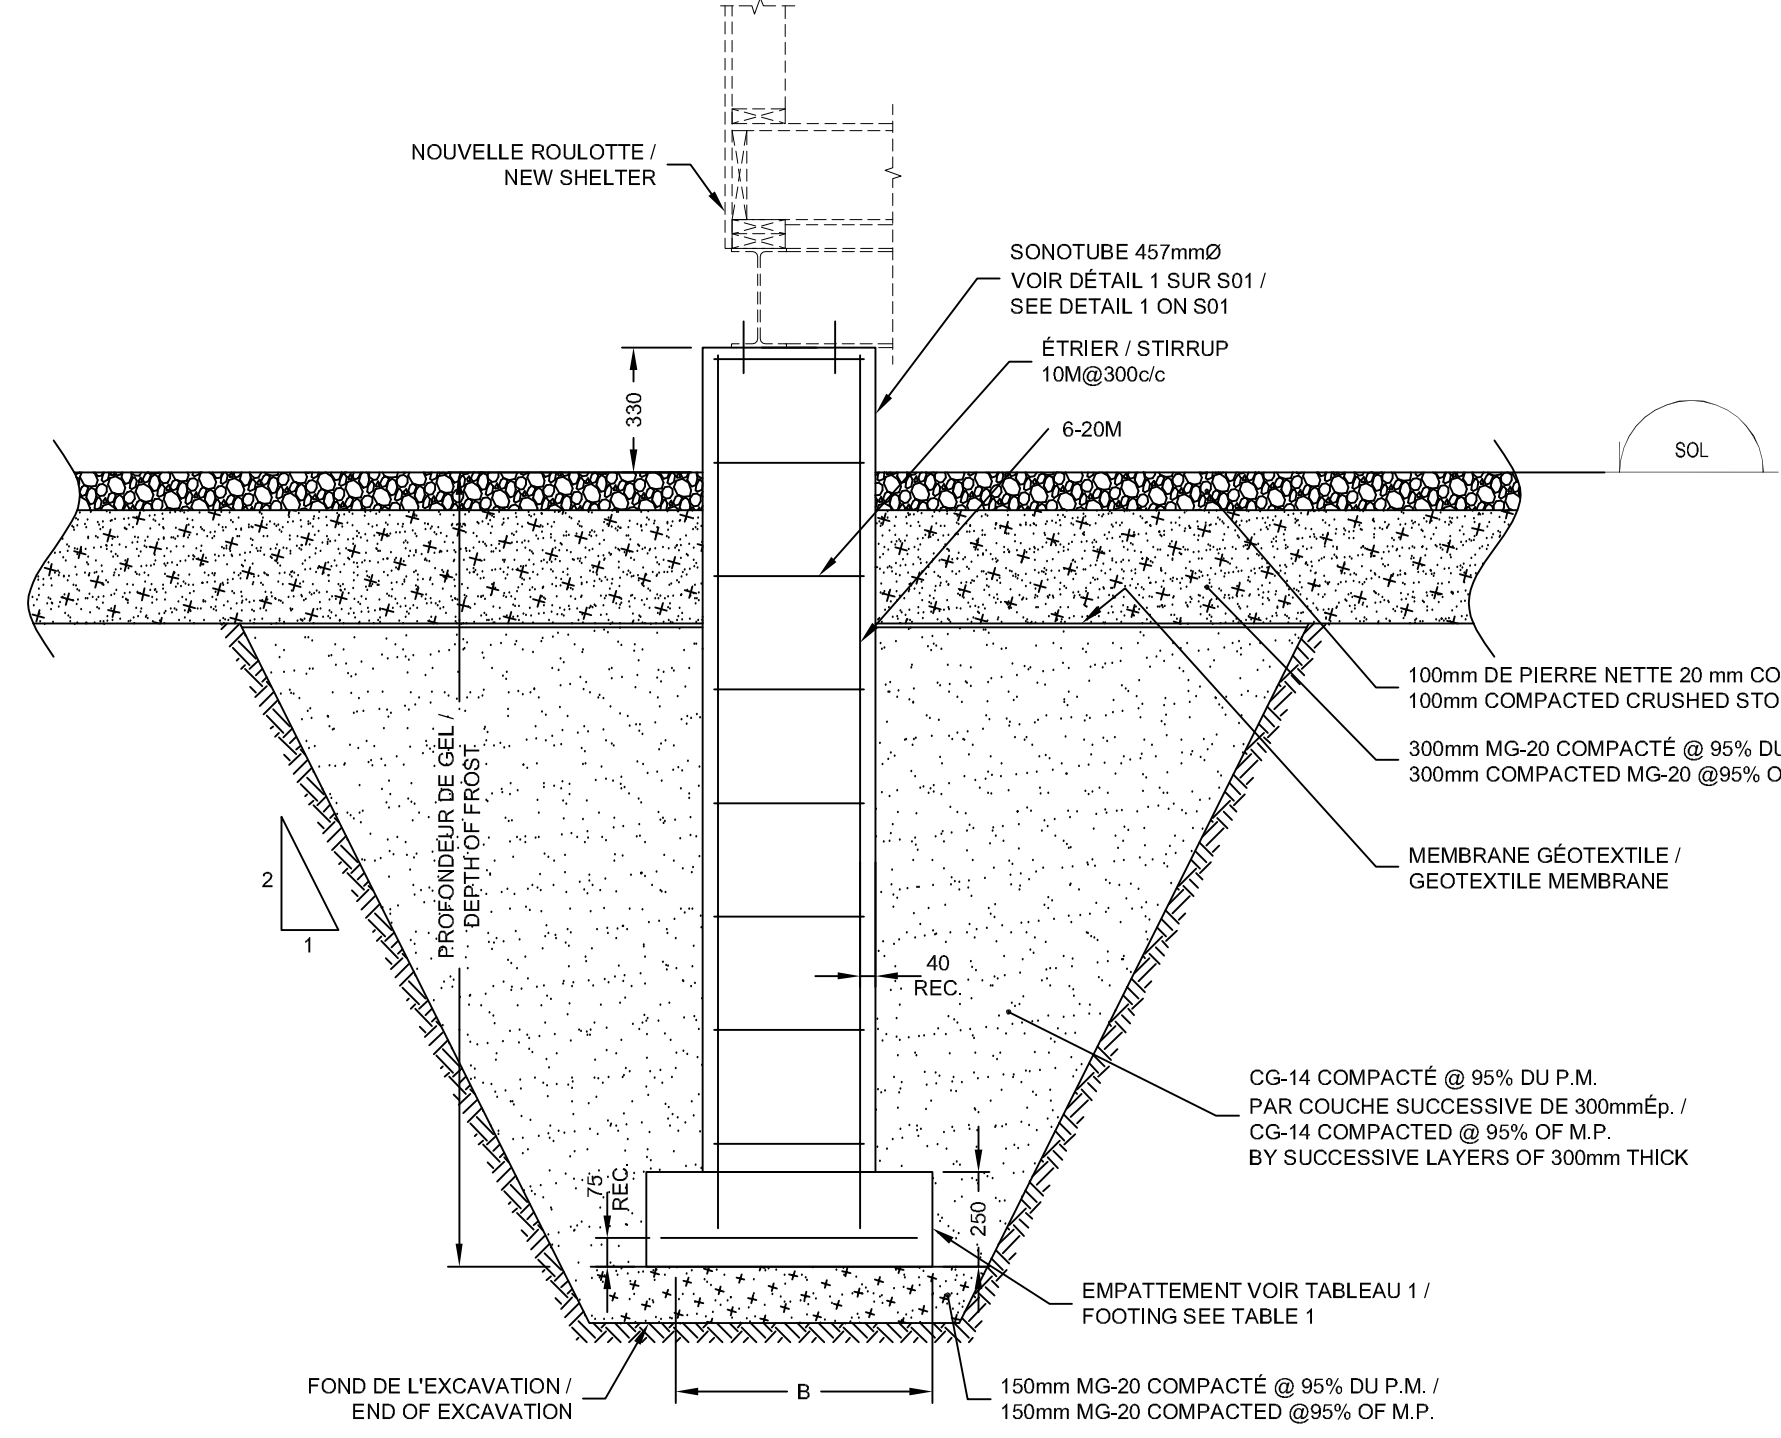 NOUVELLE ROULOTTE /
NEW SHELTER
SONOTUBE 457mmØ
VOIR DÉTAIL 1 SUR S01 /
SEE DETAIL 1 ON S01
ÉTRIER / STIRRUP
10M@300c/c
6-20M
330
SOL
100mm DE PIERRE NETTE 20 mm CO
100mm COMPACTED CRUSHED STO
300mm MG-20 COMPACTÉ @ 95% DU
300mm COMPACTED MG-20 @95% O
MEMBRANE GÉOTEXTILE /
GEOTEXTILE MEMBRANE
PROFONDEUR DE GEL /
DEPTH OF FROST
2
1
40
REC.
CG-14 COMPACTÉ @ 95% DU P.M.
PAR COUCHE SUCCESSIVE DE 300mmÉp. /
CG-14 COMPACTED @ 95% OF M.P.
BY SUCCESSIVE LAYERS OF 300mm THICK
75
REC.
250
EMPATTEMENT VOIR TABLEAU 1 /
FOOTING SEE TABLE 1
FOND DE L'EXCAVATION /
END OF EXCAVATION
B
150mm MG-20 COMPACTÉ @ 95% DU P.M. /
150mm MG-20 COMPACTED @95% OF M.P.